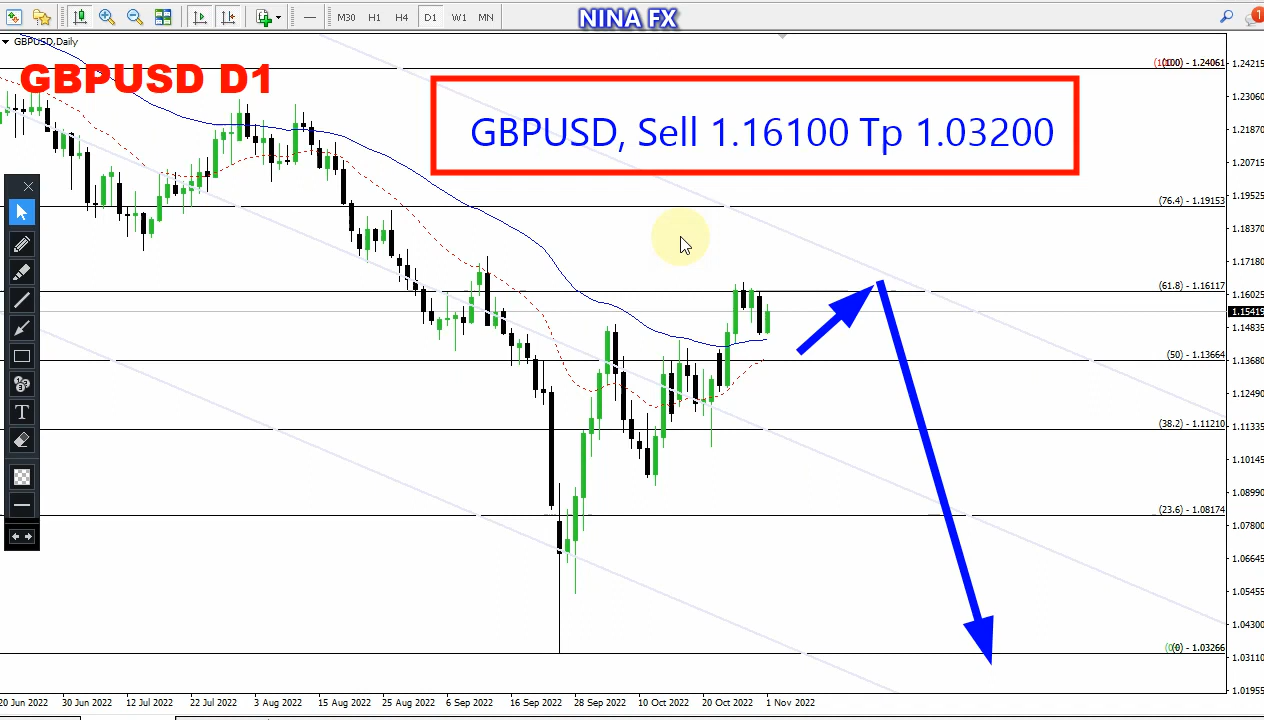 M30 H1 H4 D1 W1 MN
NINA FX
GBPUSD,Daily
GBPUSD D1
GBPUSD, Sell 1.16100 Tp 1.03200
(100) - 1.24061
(76.4) - 1.19153
(61.8) - 1.16117
(50) - 1.13664
(38.2) - 1.11210
(23.6) - 1.08174
(0) - 1.03266
1.24215
1.23060
1.21870
1.20715
1.19525
1.18370
1.17180
1.16025
1.15415
1.14835
1.13680
1.12490
1.11335
1.10145
1.08990
1.07800
1.06645
1.05455
1.04300
1.03110
1.01955
T
20 Jun 2022 30 Jun 2022 12 Jul 2022 22 Jul 2022 3 Aug 2022 15 Aug 2022 25 Aug 2022 6 Sep 2022 16 Sep 2022 28 Sep 2022 10 Oct 2022 20 Oct 2022 1 Nov 2022